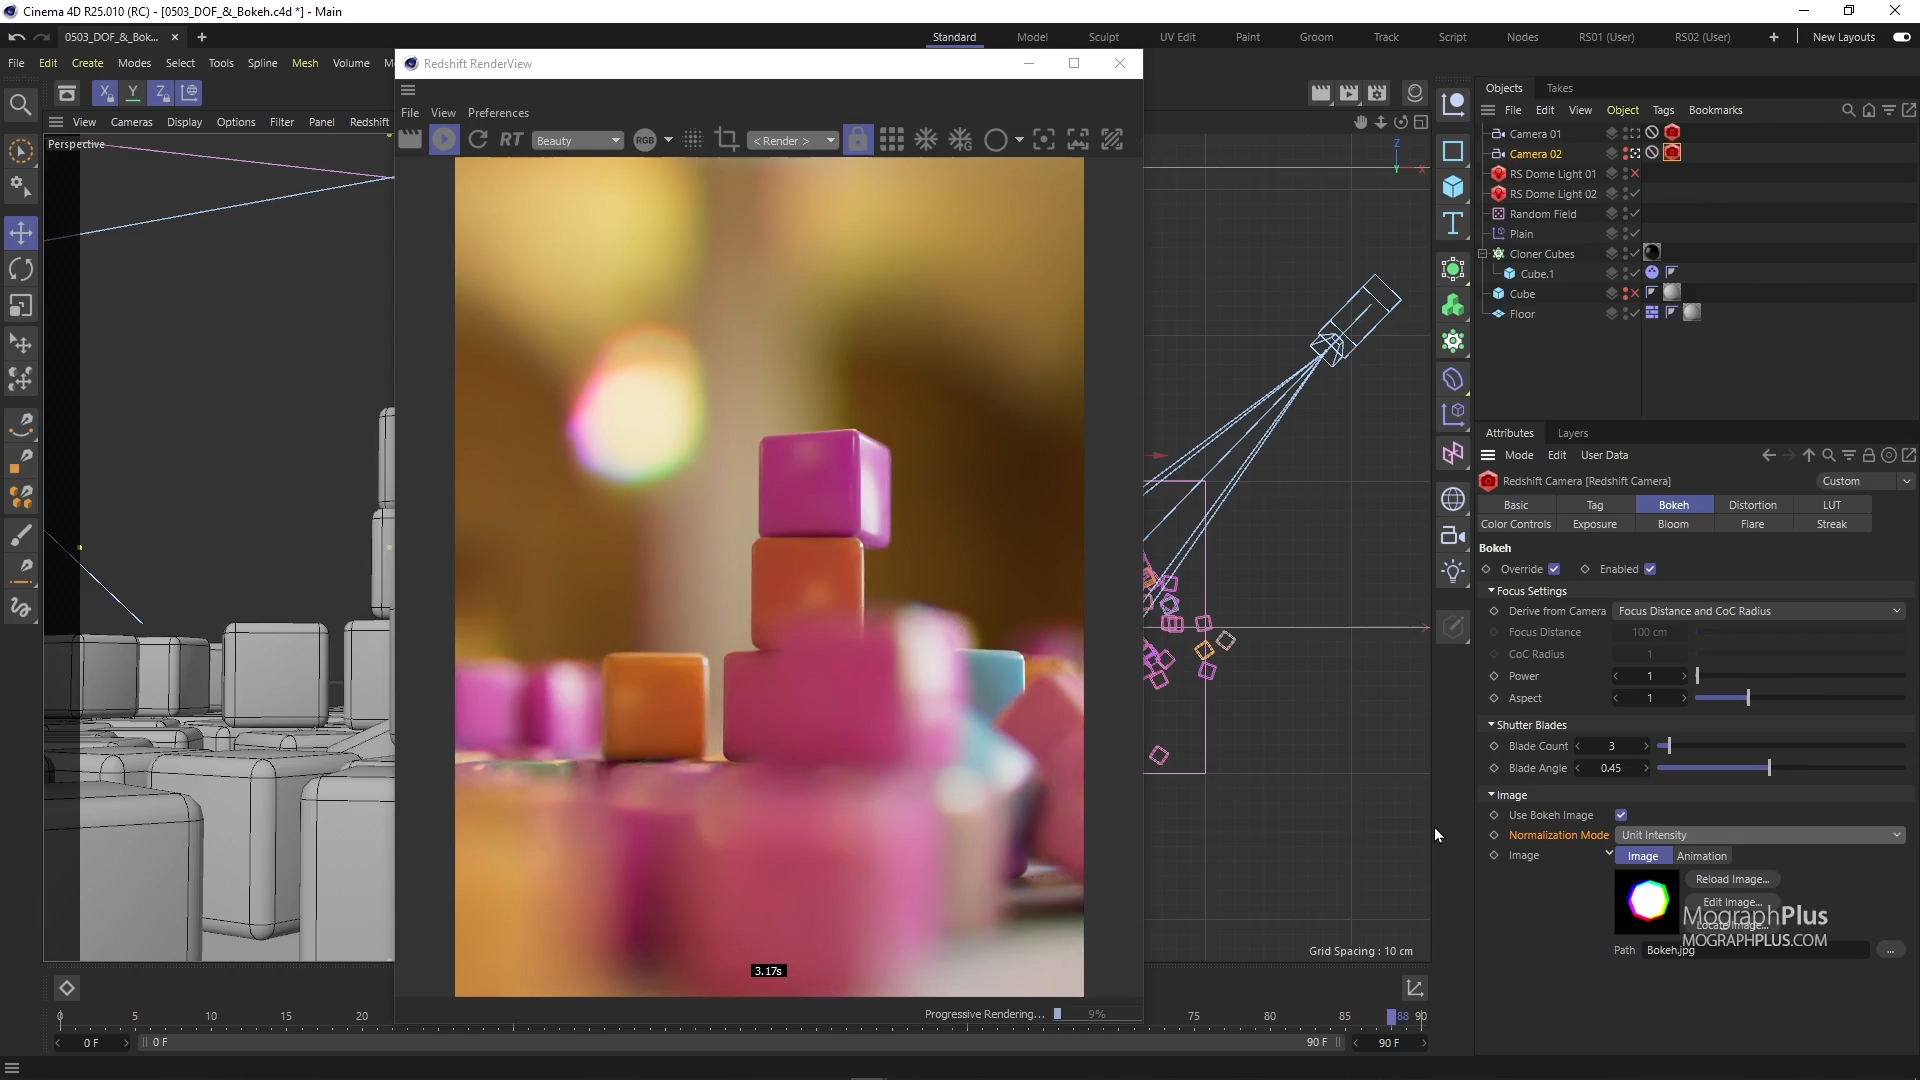 Cinema 4D R25.010 (RC) - [0503_DOF_&_Bokeh.c4d *] - Main
0503_DOF_&_Bok...
Standard Model Sculpt UV Edit Paint Groom Track Script Nodes RS01 (User) RS02 (User) New Layouts
File Edit Create Modes Select Tools Spline Mesh Volume
Redshift RenderView
X Y Z
View Cameras Display Options Filter Panel Redshift
Perspective
File View Preferences
RT Beauty RGB < Render >
3.17s
Progressive Rendering... 9%
Z
X
Grid Spacing : 10 cm
Objects Takes
File Edit View Object Tags Bookmarks
Camera 01
Camera 02
RS Dome Light 01
RS Dome Light 02
Random Field
Plain
Cloner Cubes
Cube.1
Cube
Floor
Attributes Layers
Mode Edit User Data
Redshift Camera [Redshift Camera] Custom
Basic Tag Bokeh Distortion LUT
Color Controls Exposure Bloom Flare Streak
Bokeh
Override Enabled
Focus Settings
Derive from Camera Focus Distance and CoC Radius
Focus Distance 100 cm
CoC Radius 1
Power 1
Aspect 1
Shutter Blades
Blade Count 3
Blade Angle 0.45
Image
Use Bokeh Image
Normalization Mode Unit Intensity
Image Image Animation
Reload Image...
Edit Image...
MographPlus
Locate Image...
MOGRAPHPLUS.COM
Path Bokeh.jpg ...
0 5 10 15 20 75 80 85 88 90
0 F 0 F 90 F 90 F